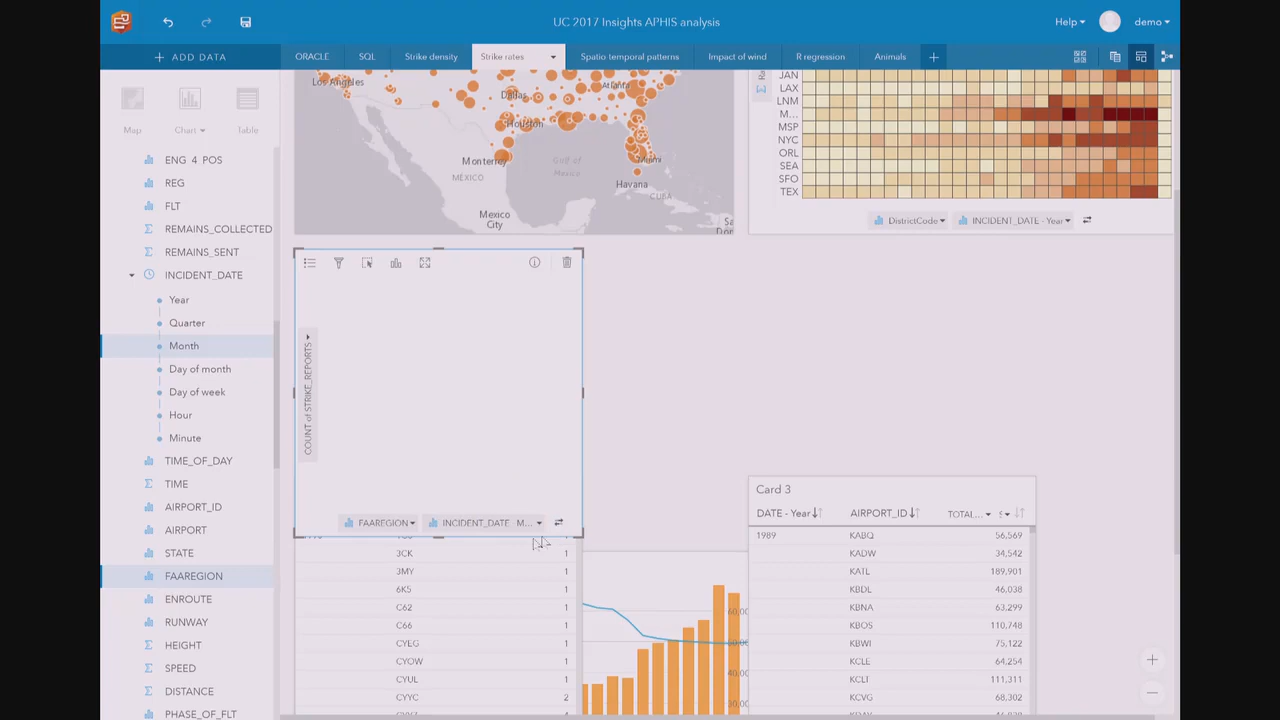 UC 2017 Insights APHIS analysis
Help
demo
ADD DATA
ORACLE
SQL
Strike density
Strike rates
Spatio temporal patterns
Impact of wind
R regression
Animals
Map
Chart
Table
ENG_4_POS
REG
FLT
REMAINS_COLLECTED
REMAINS_SENT
INCIDENT_DATE
Year
Quarter
Month
Day of month
Day of week
Hour
Minute
TIME_OF_DAY
TIME
AIRPORT_ID
AIRPORT
STATE
FAAREGION
ENROUTE
RUNWAY
HEIGHT
SPEED
DISTANCE
PHASE_OF_FLT
Los Angeles
Dallas
Atlanta
Houston
Monterrey
MÉXICO
Gulf of
Mexico
Miami
Havana
CUBA
Mexico
City
Sa
Don
JAN
LAX
LNM
M...
MSP
NYC
ORL
SEA
SFO
TEX
DistrictCode
INCIDENT_DATE - Year
COUNT of STRIKE_REPORTS
FAAREGION
INCIDENT_DATE - M...
3CK 1
3MY 1
6K5 1
C62 1
C66 1
CYEG 1
CYOW 1
CYUL 1
CYYC 2
Card 3
DATE - Year AIRPORT_ID TOTAL...
1989 KABQ 56,569
KADW 34,542
KATL 189,901
KBDL 46,038
KBNA 63,299
KBOS 110,748
KBWI 75,122
KCLE 64,254
KCLT 111,311
KCVG 68,302